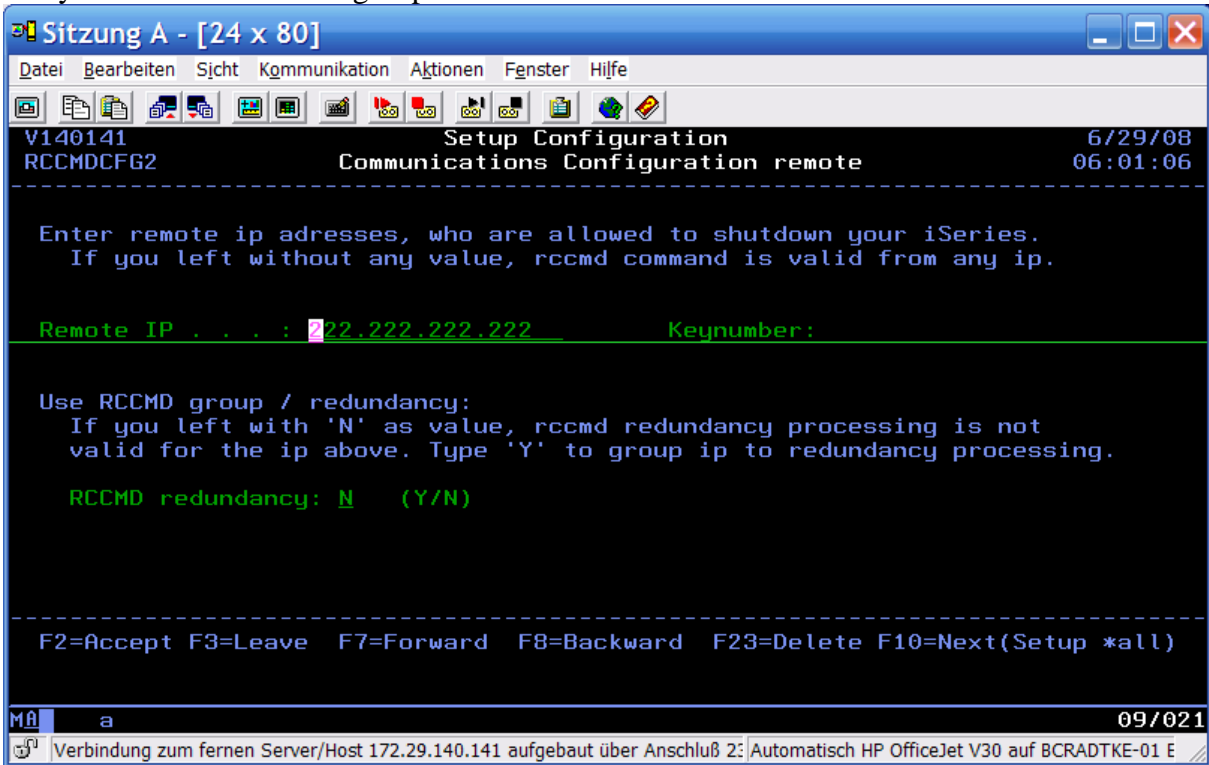 Sitzung A - [24 x 80]
Datei Bearbeiten Sicht Kommunikation Aktionen Fenster Hilfe
V140141 Setup Configuration 6/29/08
RCCMDCFG2 Communications Configuration remote 06:01:06
Enter remote ip adresses, who are allowed to shutdown your iSeries.
If you left without any value, rccmd command is valid from any ip.
Remote IP . . . : 222.222.222.222 Keynumber:
Use RCCMD group / redundancy:
If you left with 'N' as value, rccmd redundancy processing is not
valid for the ip above. Type 'Y' to group ip to redundancy processing.
RCCMD redundancy: N (Y/N)
F2=Accept F3=Leave F7=Forward F8=Backward F23=Delete F10=Next(Setup *all)
MA a 09/021
Verbindung zum fernen Server/Host 172.29.140.141 aufgebaut über Anschluß 23 Automatisch HP OfficeJet V30 auf BCRADTKE-01 E